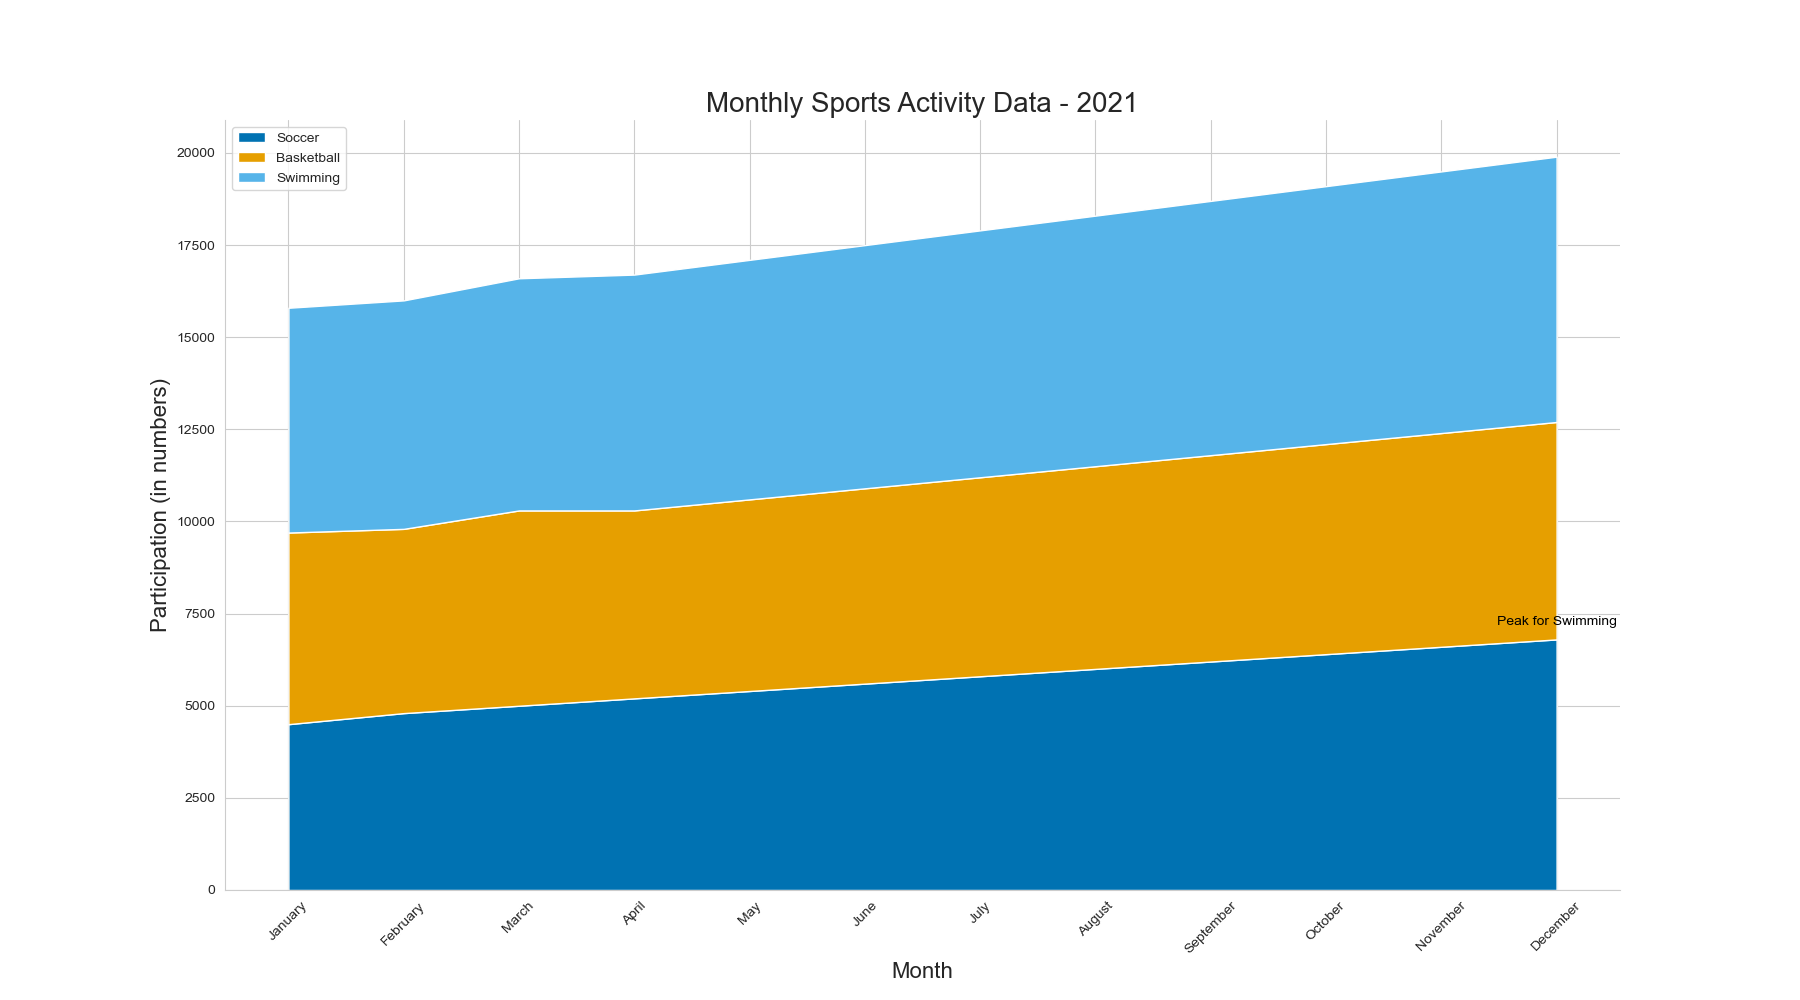 Monthly Sports Activity Data - 2021
Soccer
Basketball
Swimming
20000
17500
15000
12500
10000
7500
5000
2500
0
Participation (in numbers)
Peak for Swimming
January
February
March
April
May
June
July
August
September
October
November
December
Month